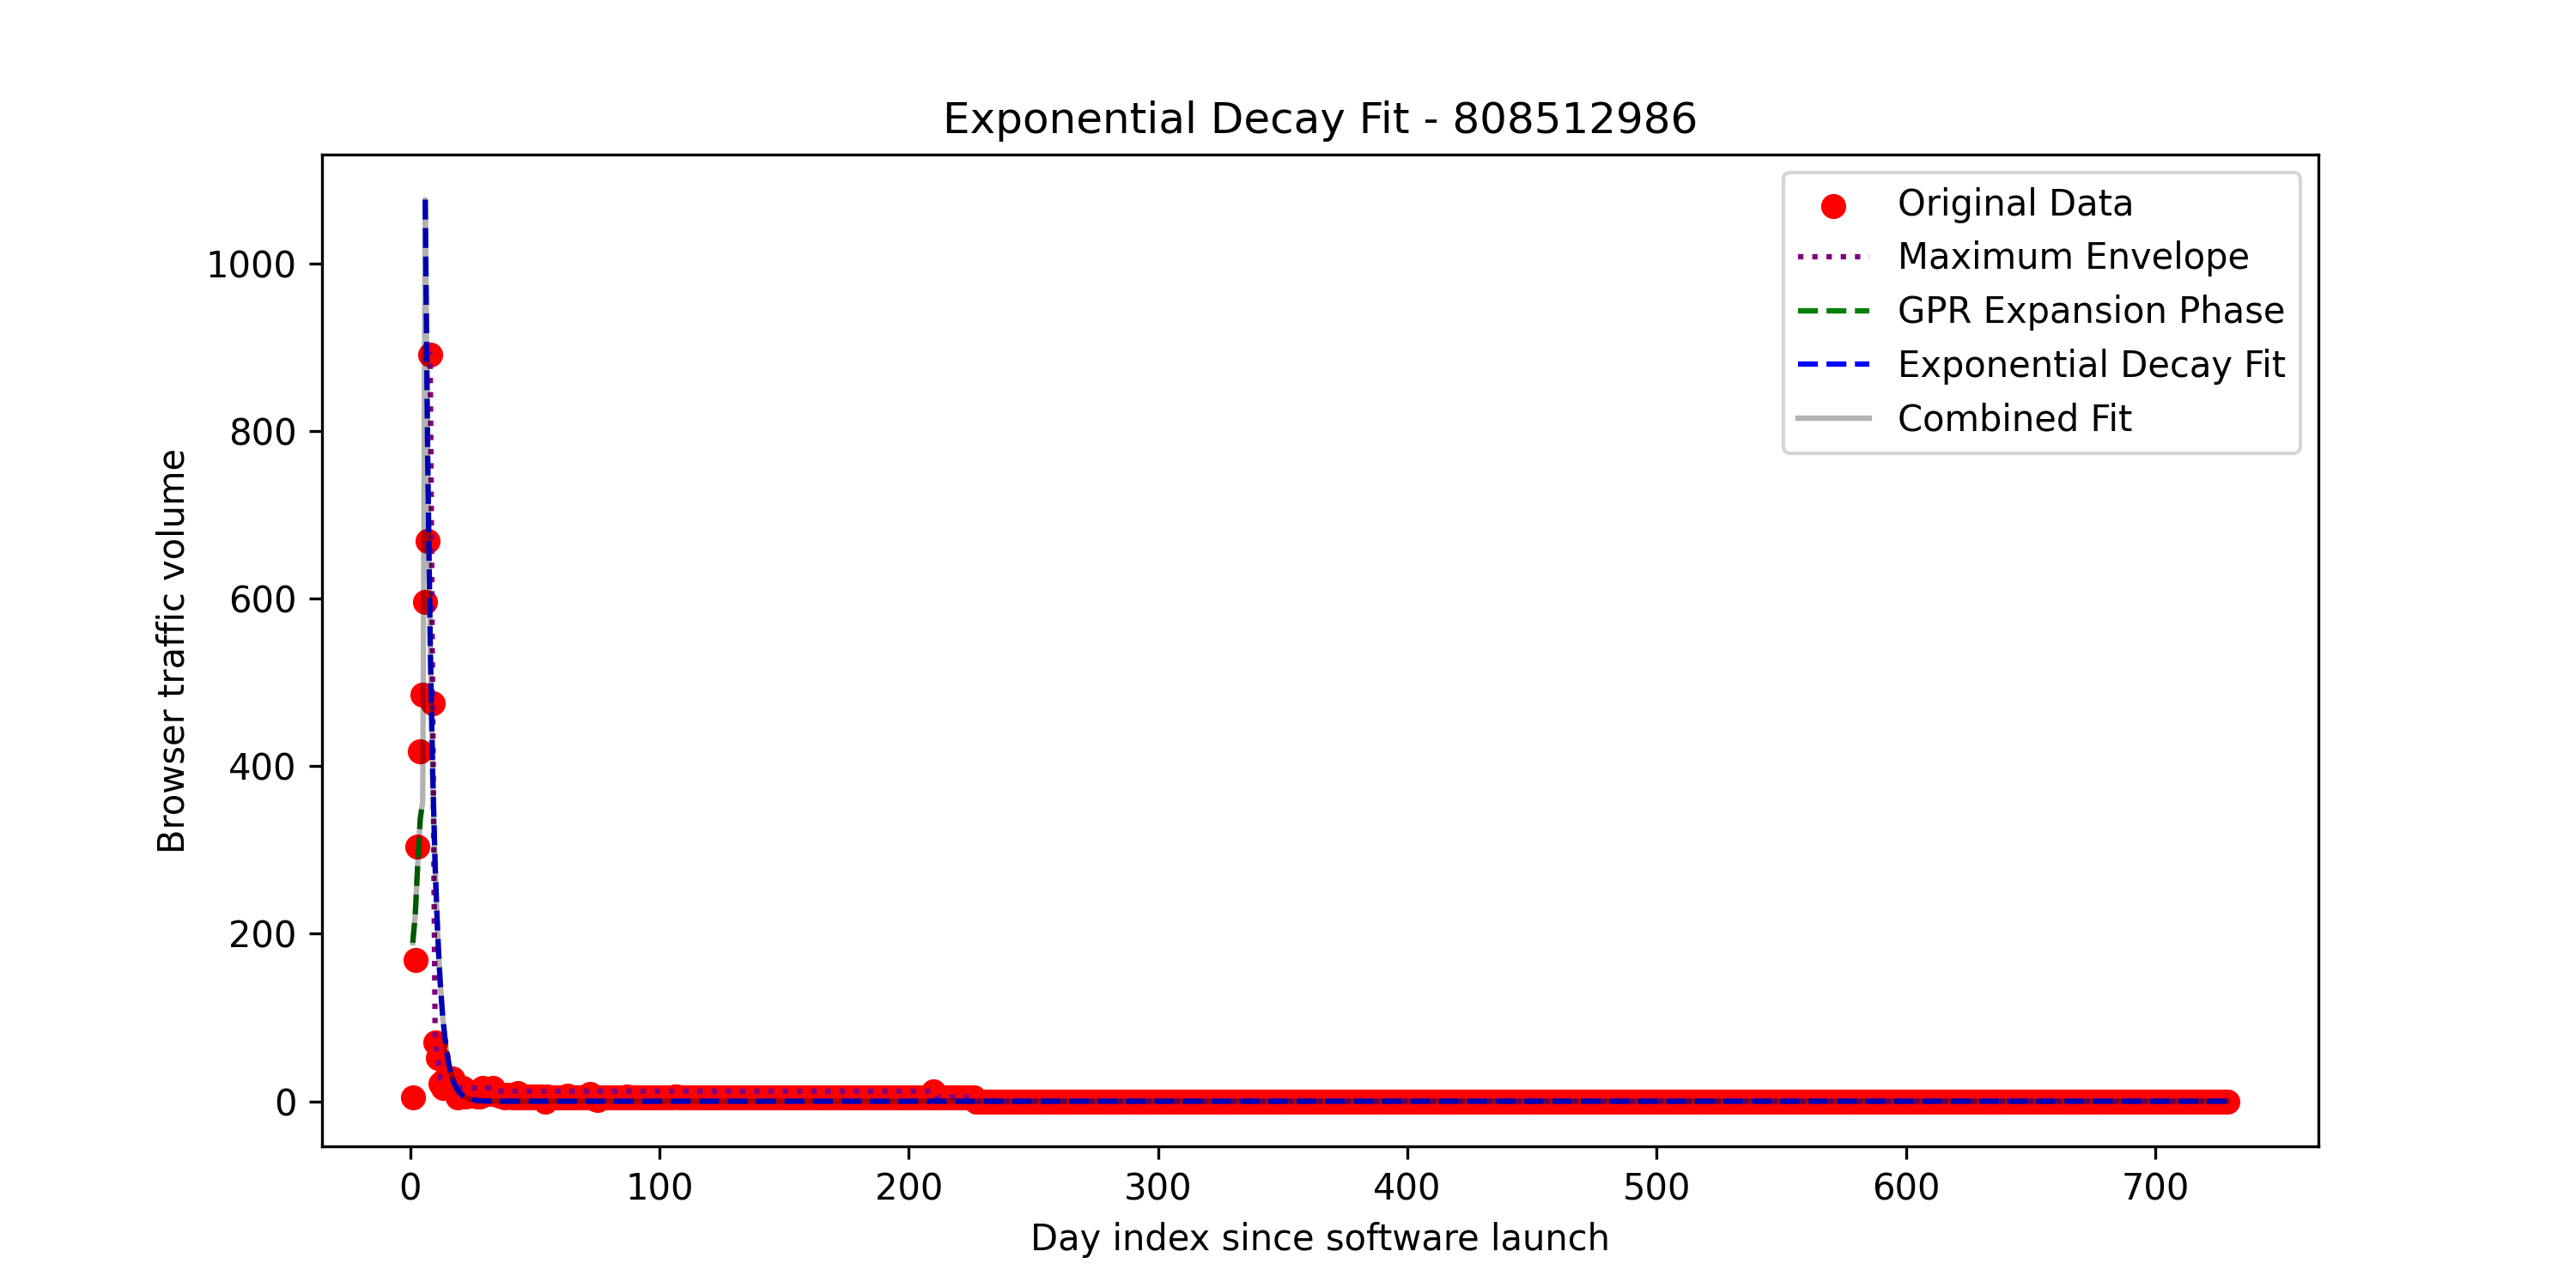 Exponential Decay Fit - 808512986
Original Data
Maximum Envelope
GPR Expansion Phase
Exponential Decay Fit
Combined Fit
Browser traffic volume
1000
800
600
400
200
0
0 100 200 300 400 500 600 700
Day index since software launch